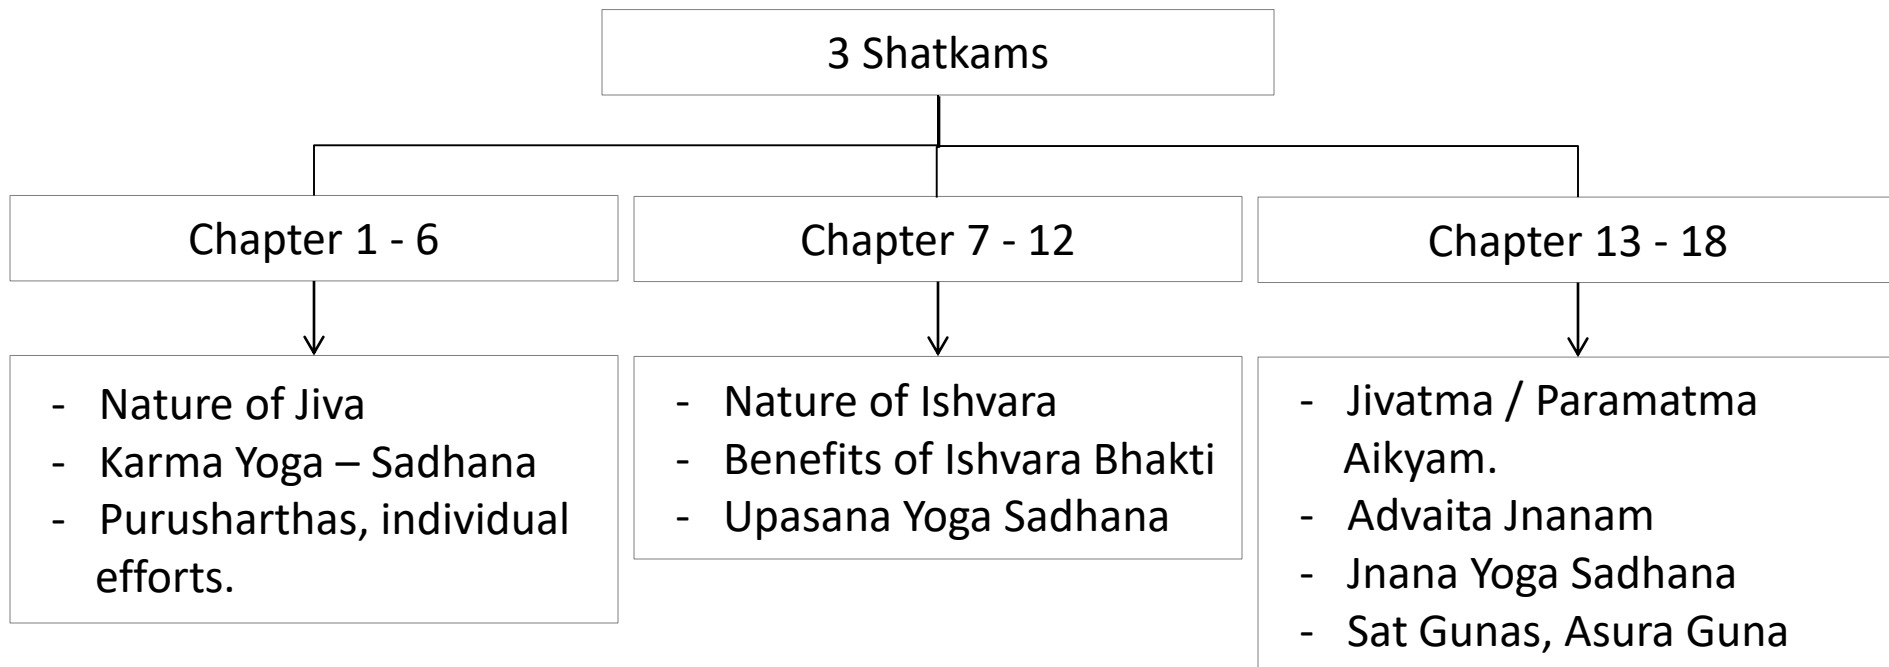 3 Shatkams
Chapter 1 - 6
Chapter 7 - 12
Chapter 13 - 18
- Nature of Jiva
- Karma Yoga – Sadhana
- Purusharthas, individual
efforts.
- Nature of Ishvara
- Benefits of Ishvara Bhakti
- Upasana Yoga Sadhana
- Jivatma / Paramatma
Aikyam.
- Advaita Jnanam
- Jnana Yoga Sadhana
- Sat Gunas, Asura Guna